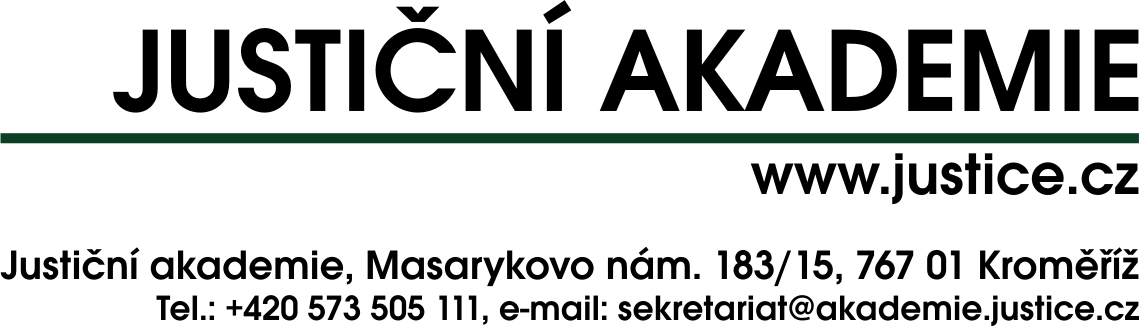 JUSTIČNÍ AKADEMIE
www.justice.cz
Justiční akademie, Masarykovo nám. 183/15, 767 01 Kroměříž
Tel.: +420 573 505 111, e-mail: sekretariat@akademie.justice.cz